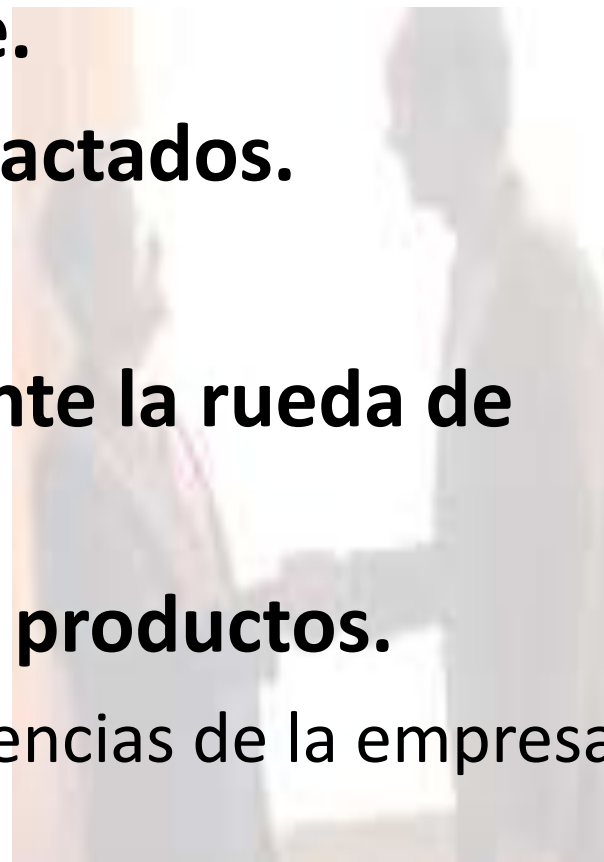 e.
actados.
nte la rueda de
productos.
encias de la empresa